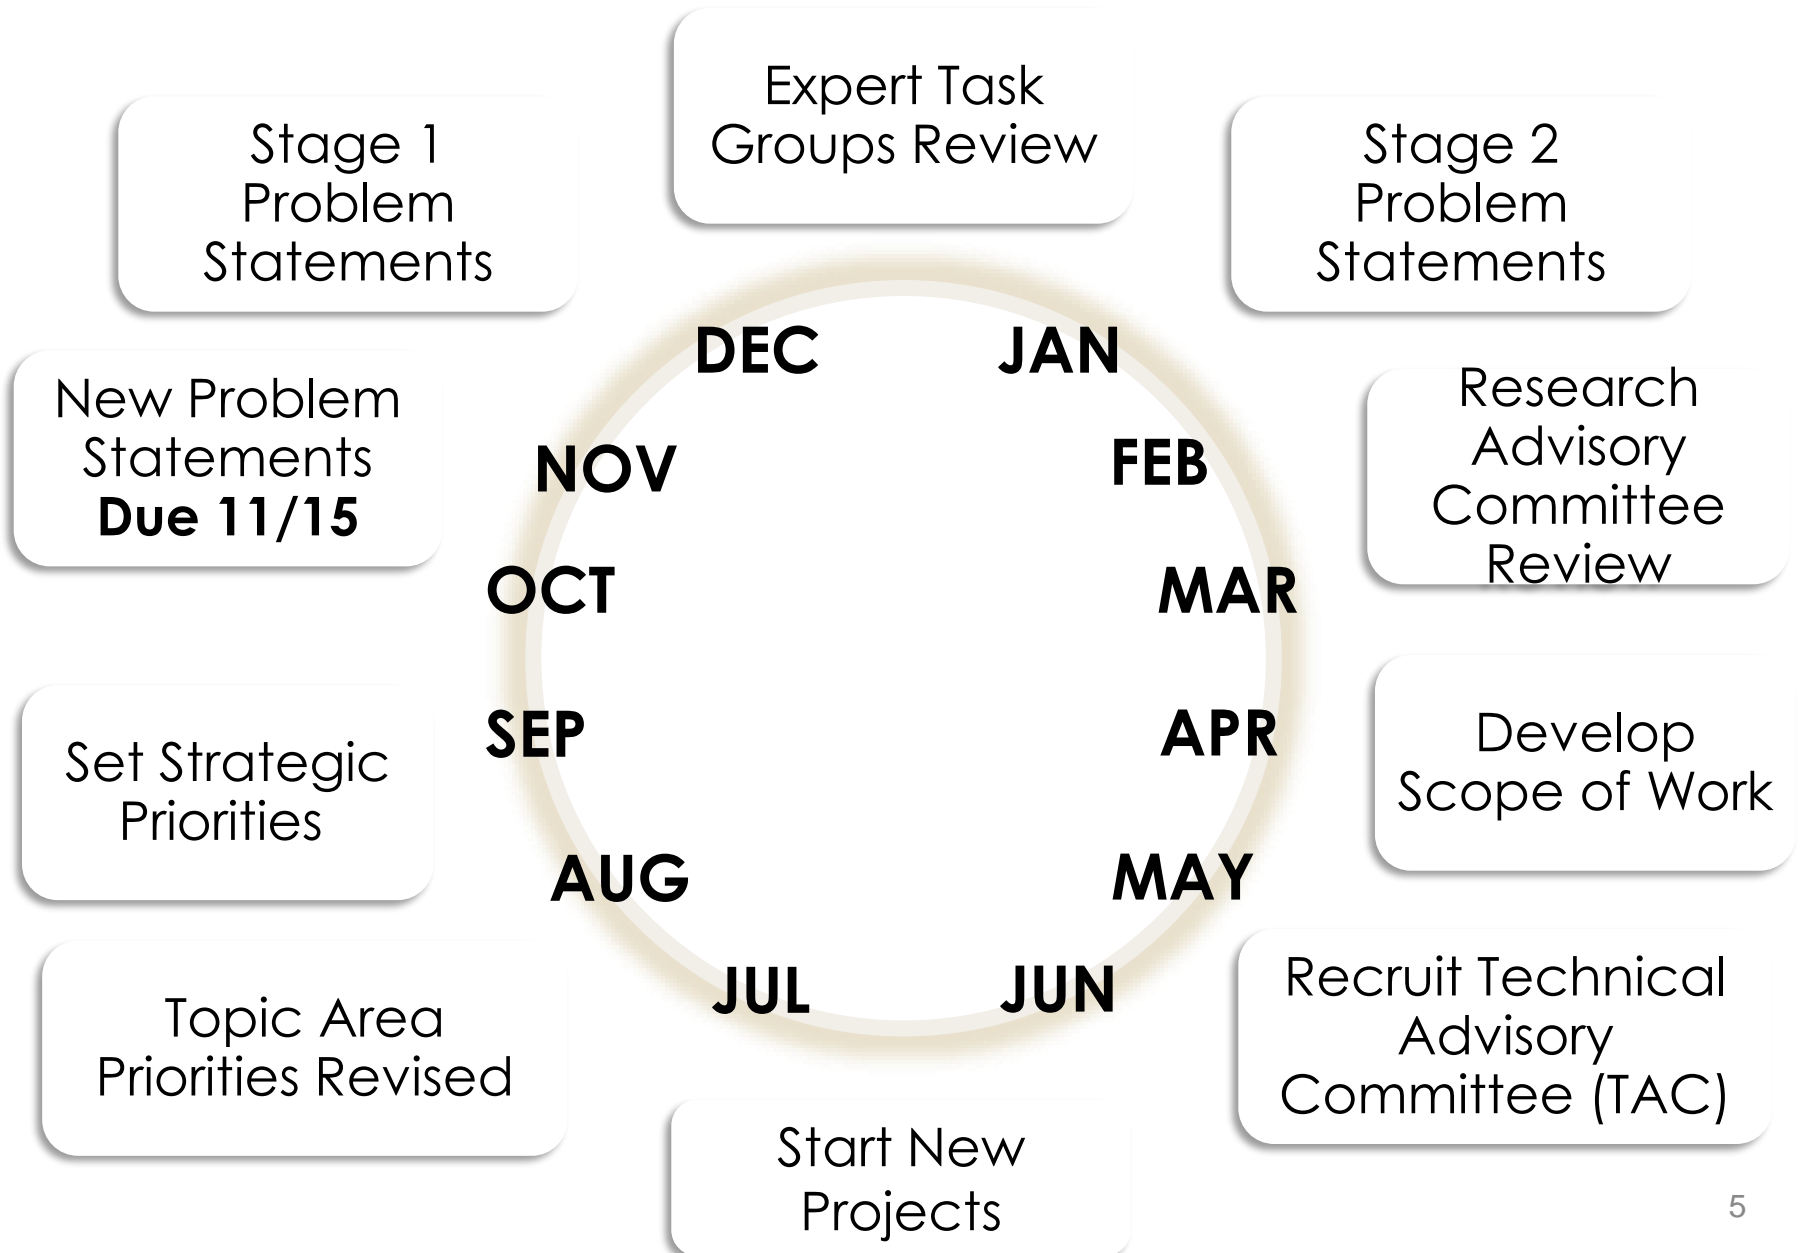 Expert Task
Groups Review
Stage 1
Problem
Statements
Stage 2
Problem
Statements
New Problem
Statements
Due 11/15
Research
Advisory
Committee
Review
DEC
JAN
NOV
FEB
OCT
MAR
SEP
APR
AUG
MAY
JUL
JUN
Set Strategic
Priorities
Develop
Scope of Work
Topic Area
Priorities Revised
Recruit Technical
Advisory
Committee (TAC)
Start New
Projects
5